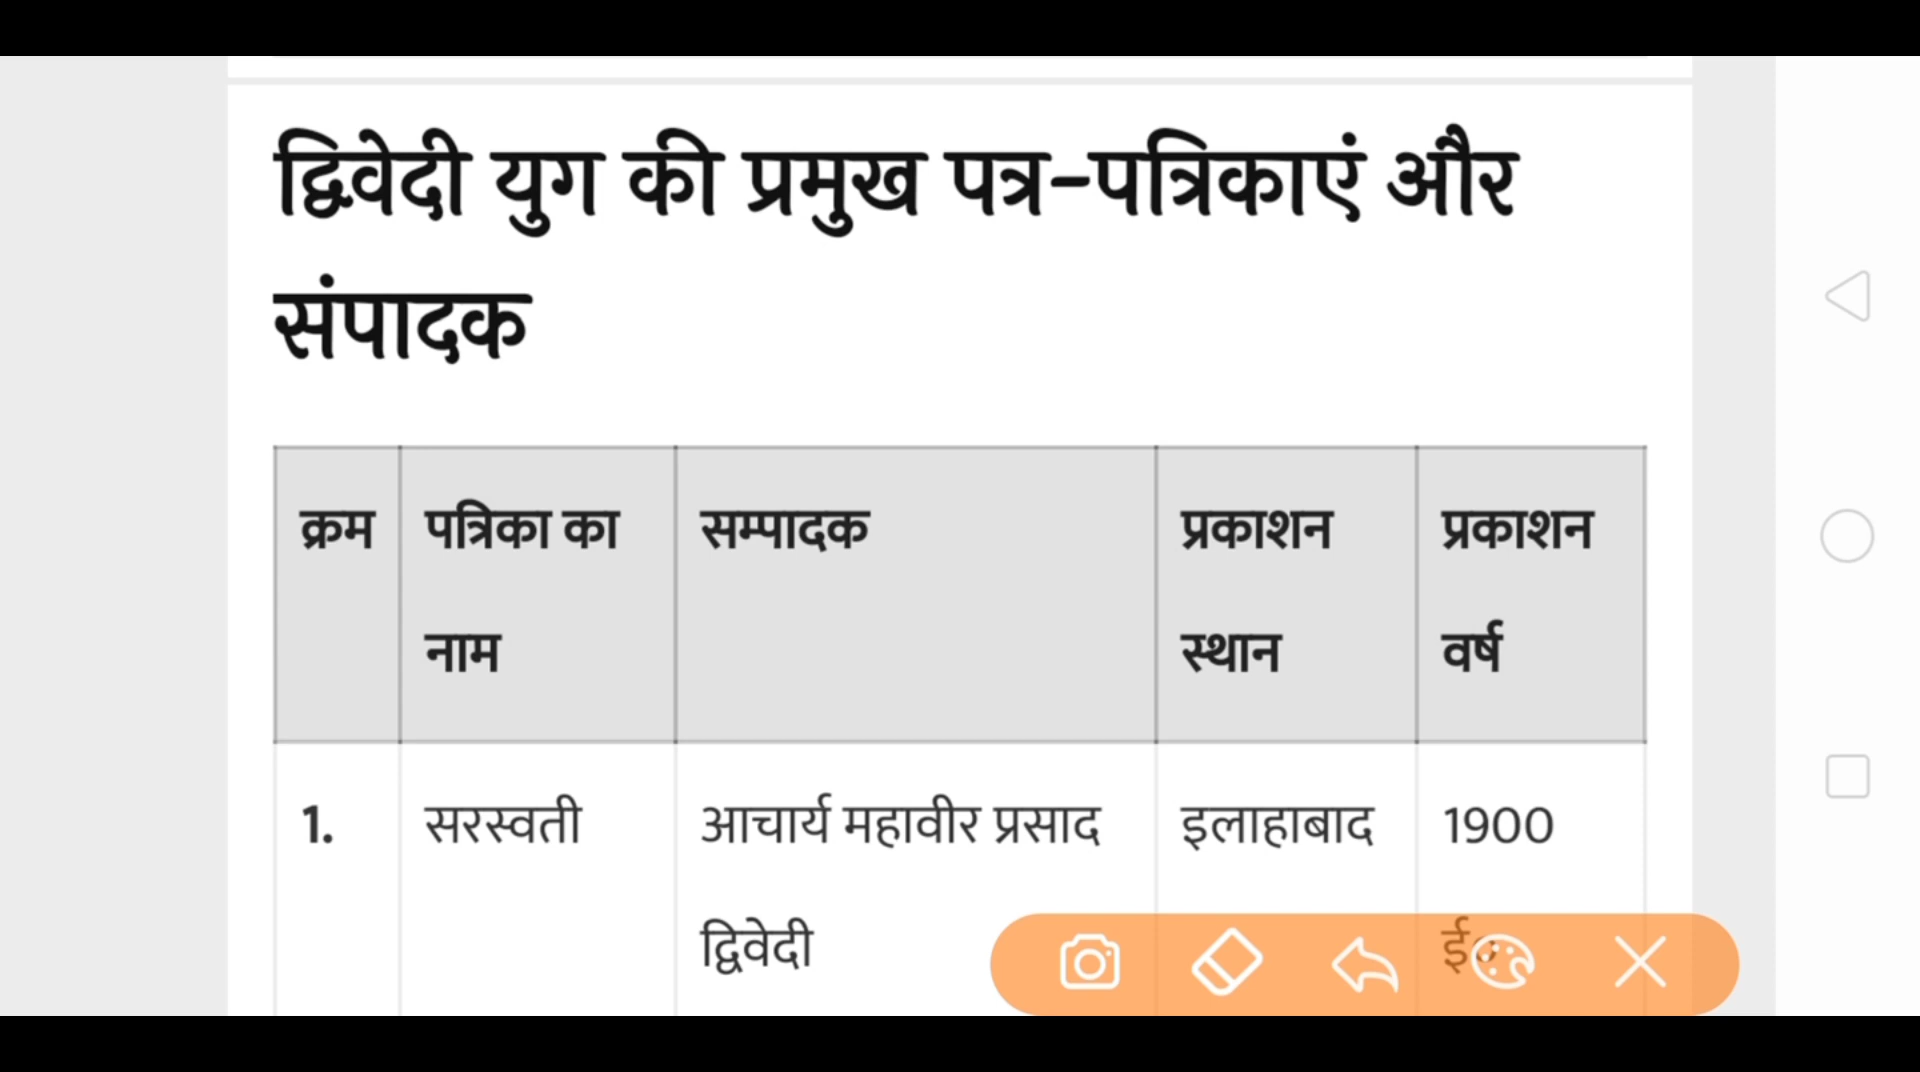 द्विवेदी युग की प्रमुख पत्र-पत्रिकाएं और
संपादक
क्रम पत्रिका का सम्पादक प्रकाशन प्रकाशन
नाम स्थान वर्ष
1. सरस्वती आचार्य महावीर प्रसाद इलाहाबाद 1900
द्विवेदी ई०